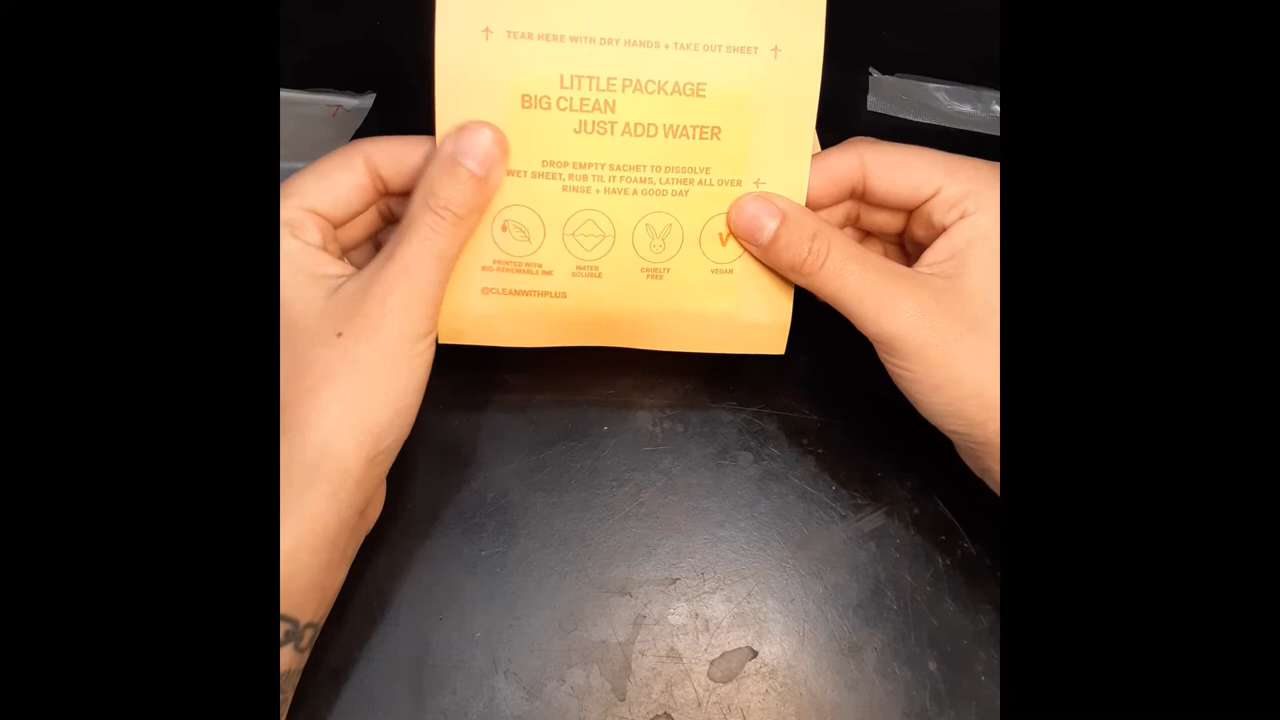 TEAR HERE WITH DRY HANDS + TAKE OUT SHEET
LITTLE PACKAGE
BIG CLEAN
JUST ADD WATER
DROP EMPTY SACHET TO DISSOLVE
WET SHEET, RUB TIL IT FOAMS, LATHER ALL OVER
RINSE + HAVE A GOOD DAY
PRINTED WITH
BIO-RENEWABLE INK
WATER
SOLUBLE
CRUELTY
FREE
V
VEGAN
@CLEANWITHPLUS